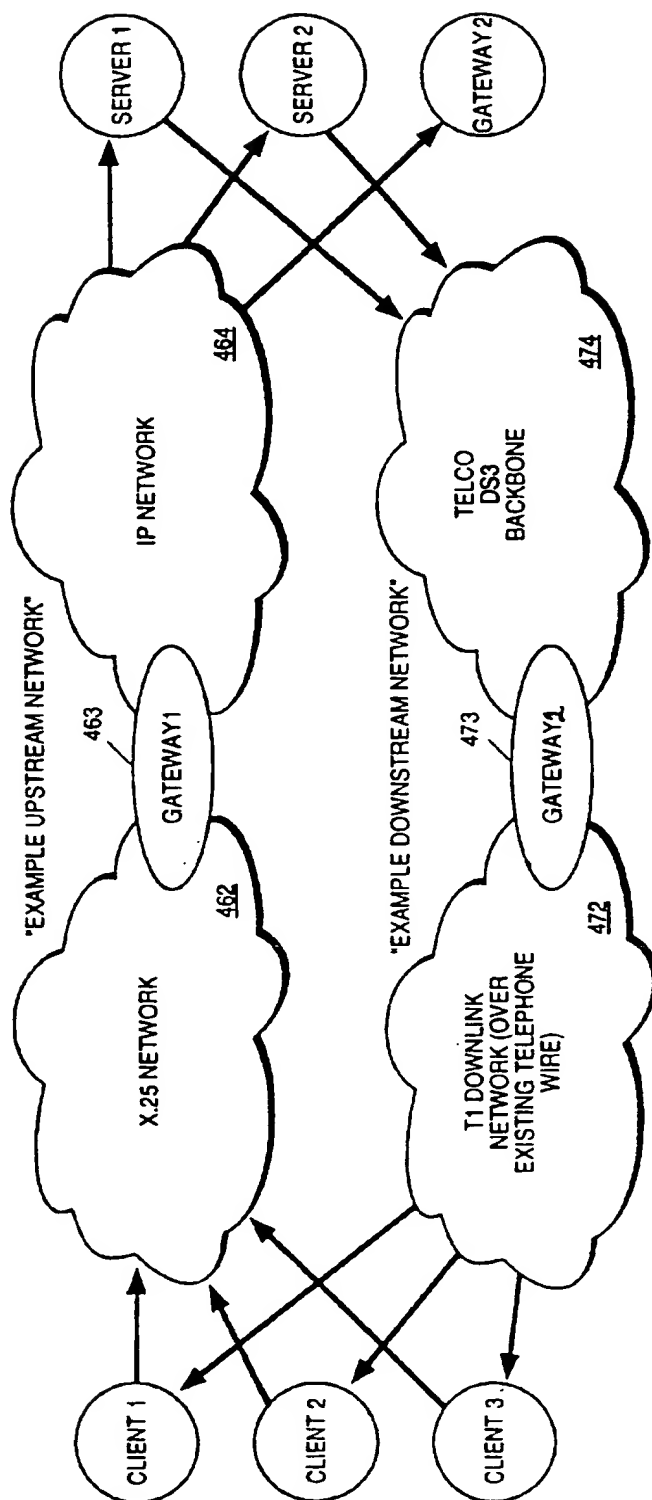 "EXAMPLE UPSTREAM NETWORK"
CLIENT 1
CLIENT 2
CLIENT 3.
X.25 NETWORK
462
463
GATEWAY1
IP NETWORK
464
SERVER 1
SERVER 2
GATEWAY2
"EXAMPLE DOWNSTREAM NETWORK"
T1 DOWNLINK
NETWORK (OVER
EXISTING TELEPHONE
WIRE)
472
473
GATEWAY2
TELCO
DS3
BACKBONE
474